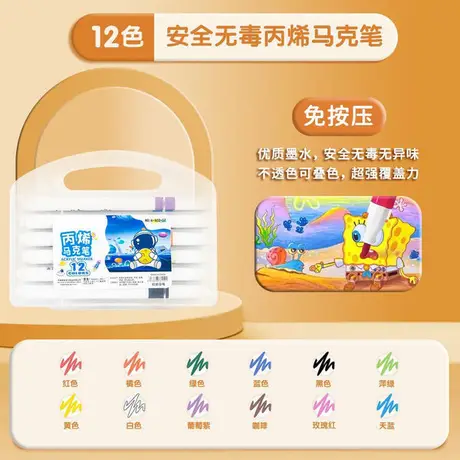 12色 安全无毒丙烯马克笔
免按压
优质墨水，安全无毒无异味
不透色可叠色，超强覆盖力
丙烯
马克笔
ACRYLIC MARKER
12
红色 橘色 绿色 蓝色 黑色 萍绿
黄色 白色 葡萄紫 咖啡 玫瑰红 天蓝